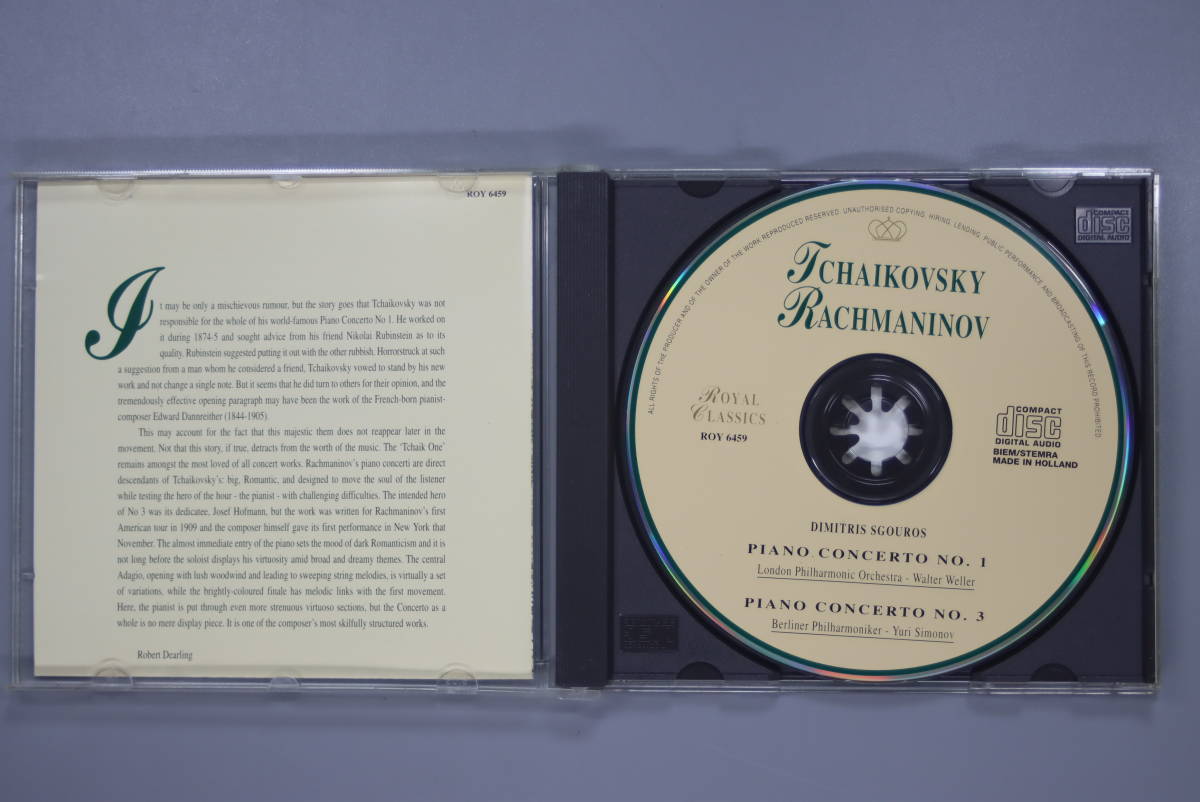 ROY 6459
It may be only a mischievous rumour, but the story goes that Tchaikovsky was not
responsible for the whole of his world-famous Piano Concerto No 1. He worked on
it during 1874-5 and sought advice from his friend Nikolai Rubinstein as to its
quality. Rubinstein suggested putting it out with the other rubbish. Horrorstruck at such
a suggestion from a man whom he considered a friend, Tchaikovsky vowed to stand by his new
work and not change a single note. But it seems that he did turn to others for their opinion, and the
tremendously effective opening paragraph may have been the work of the French-born pianist-
composer Edward Dannreither (1844-1905).
This may account for the fact that this majestic them does not reappear later in the
movement. Not that this story, if true, detracts from the worth of the music. The 'Tchaik One'
remains amongst the most loved of all concert works. Rachmaninov's piano concerti are direct
descendants of Tchaikovsky's: big, Romantic, and designed to move the soul of the listener
while testing the hero of the hour - the pianist - with challenging difficulties. The intended hero
of No 3 was its dedicatee, Josef Hofmann, but the work was written for Rachmaninov's first
American tour in 1909 and the composer himself gave its first performance in New York that
November. The almost immediate entry of the piano sets the mood of dark Romanticism and it is
not long before the soloist displays his virtuosity amid broad and dreamy themes. The central
Adagio, opening with lush woodwind and leading to sweeping string melodies, is virtually a set
of variations, while the brightly-coloured finale has melodic links with the first movement.
Here, the pianist is put through even more strenuous virtuoso sections, but the Concerto as a
whole is no mere display piece. It is one of the composer's most skilfully structured works.
Robert Dearling
ALL RIGHTS OF THE PRODUCER AND OF THE OWNER OF THE WORK REPRODUCED RESERVED. UNAUTHORISED COPYING, HIRING, LENDING, PUBLIC PERFORMANCE AND BROADCASTING OF THIS RECORD PROHIBITED.
TCHAIKOVSKY
RACHMANINOV
ROYAL
CLASSICS
ROY 6459
COMPACT
disc
DIGITAL AUDIO
BIEM/STEMRA
MADE IN HOLLAND
DIMITRIS SGOUROS
PIANO CONCERTO NO. 1
London Philharmonic Orchestra - Walter Weller
PIANO CONCERTO NO. 3
Berliner Philharmoniker - Yuri Simonov
COMPACT
disc
DIGITAL AUDIO